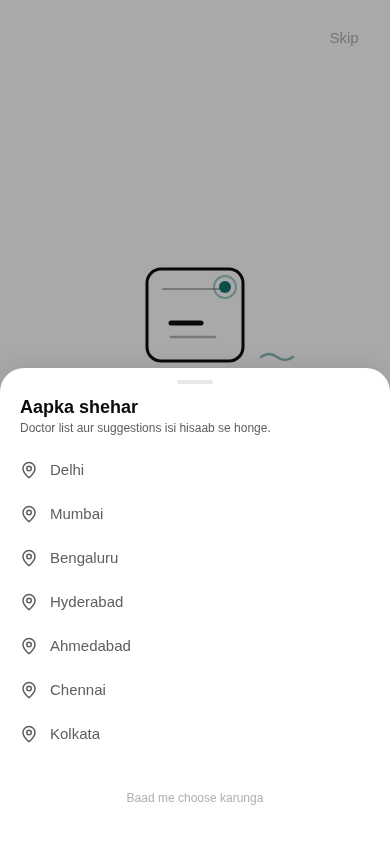 Skip
Aapka shehar
Doctor list aur suggestions isi hisaab se honge.
Delhi
Mumbai
Bengaluru
Hyderabad
Ahmedabad
Chennai
Kolkata
Baad me choose karunga